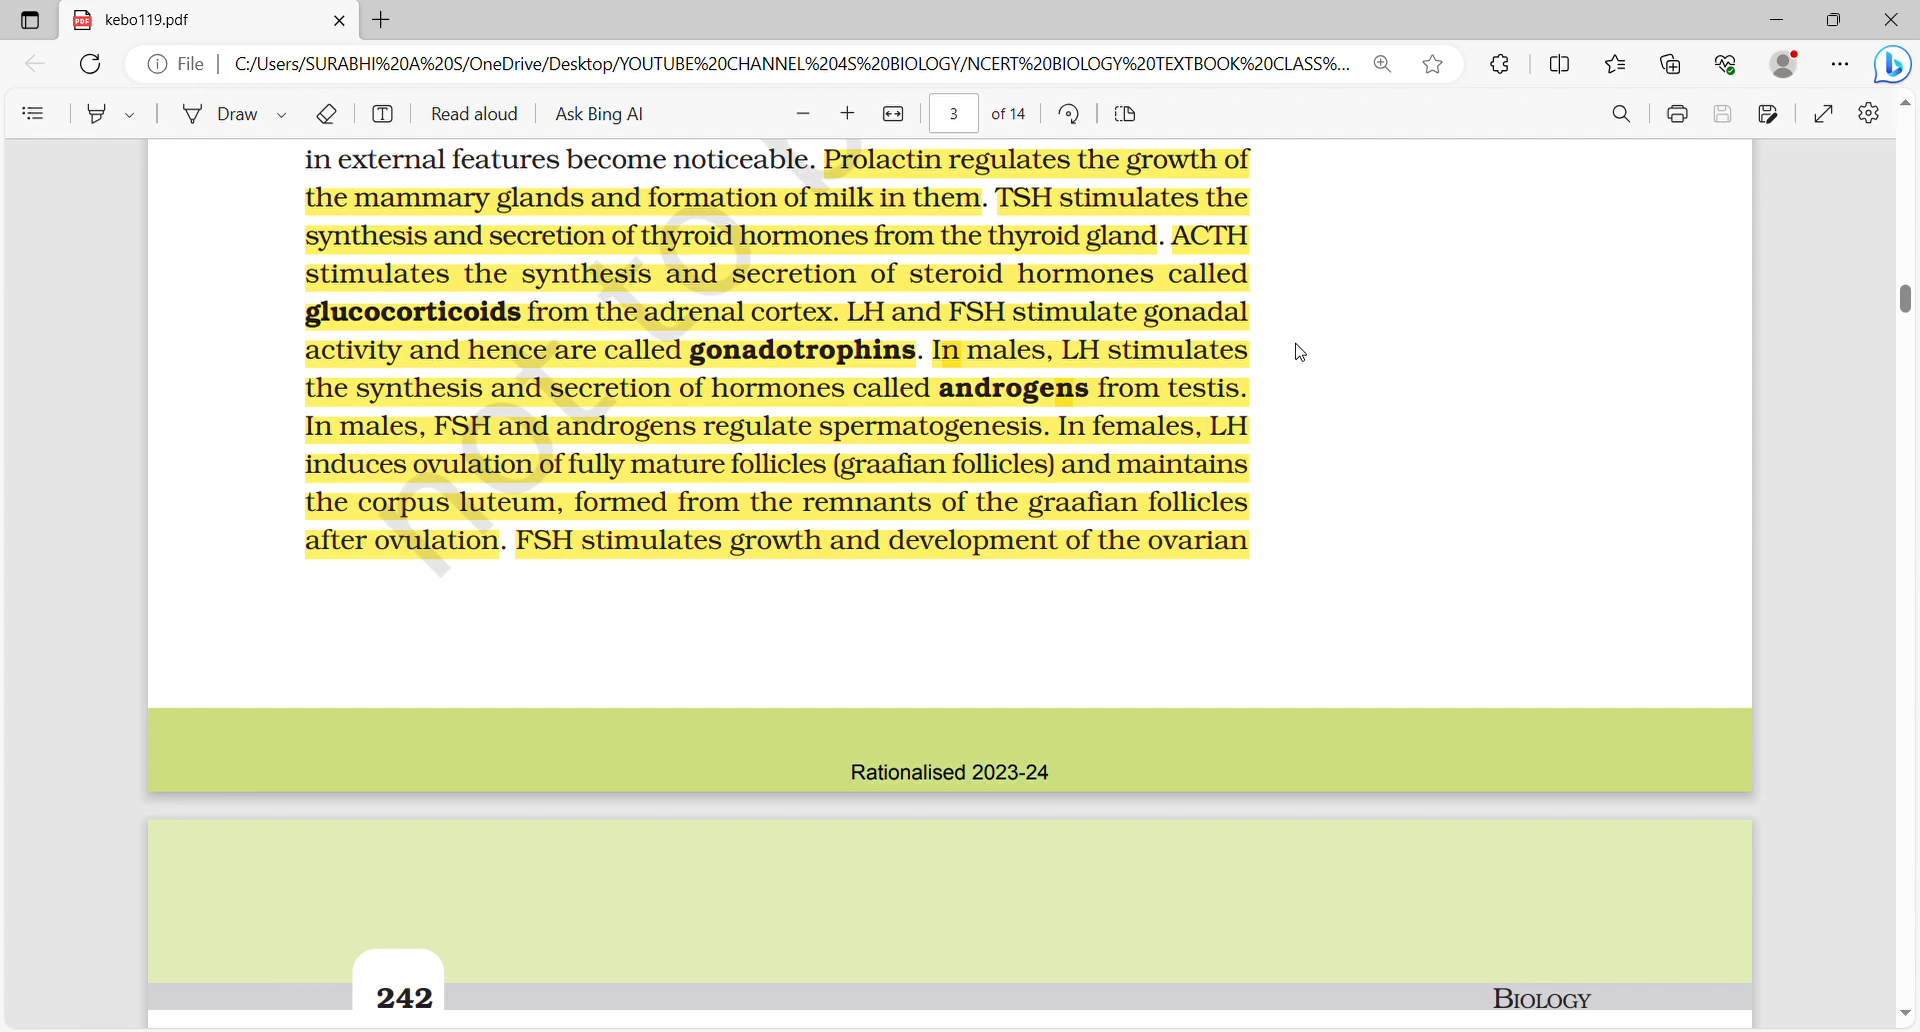 kebo119.pdf
File
C:/Users/SURABHI%20A%20S/OneDrive/Desktop/YOUTUBE%20CHANNEL%204S%20BIOLOGY/NCERT%20BIOLOGY%20TEXTBOOK%20CLASS%...
Draw
Read aloud
Ask Bing AI
3 of 14
in external features become noticeable. Prolactin regulates the growth of
the mammary glands and formation of milk in them. TSH stimulates the
synthesis and secretion of thyroid hormones from the thyroid gland. ACTH
stimulates the synthesis and secretion of steroid hormones called
glucocorticoids from the adrenal cortex. LH and FSH stimulate gonadal
activity and hence are called gonadotrophins. In males, LH stimulates
the synthesis and secretion of hormones called androgens from testis.
In males, FSH and androgens regulate spermatogenesis. In females, LH
induces ovulation of fully mature follicles (graafian follicles) and maintains
the corpus luteum, formed from the remnants of the graafian follicles
after ovulation. FSH stimulates growth and development of the ovarian
not to b
Rationalised 2023-24
242
BIOLOGY